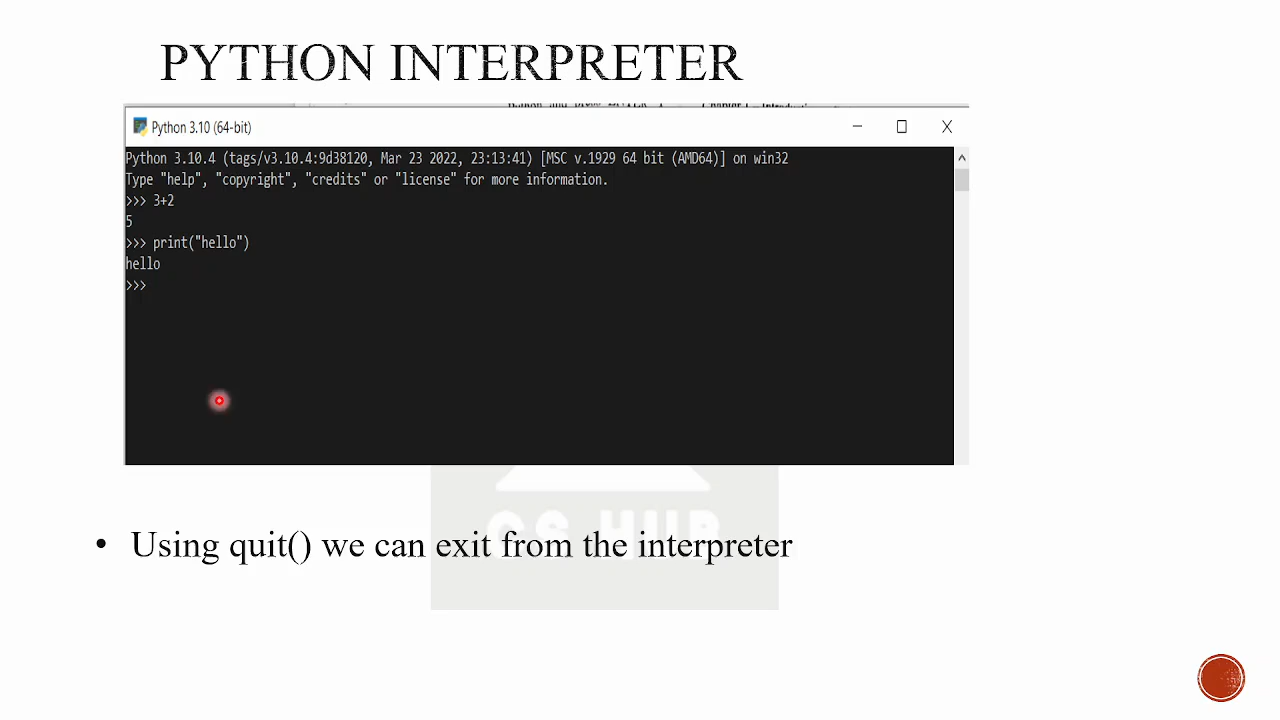 PYTHON INTERPRETER
Python 3.10 (64-bit)
Python 3.10.4 (tags/v3.10.4:9d38120, Mar 23 2022, 23:13:41) [MSC v.1929 64 bit (AMD64)] on win32
Type "help", "copyright", "credits" or "license" for more information.
>>> 3+2
5
>>> print("hello")
hello
>>>
• Using quit() we can exit from the interpreter
CS HUB